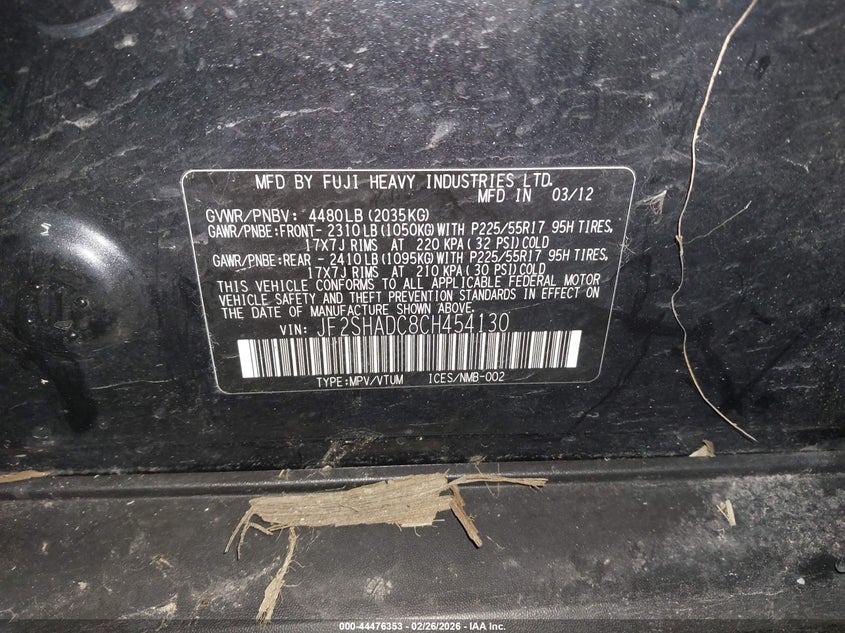 MFD BY FUJI HEAVY INDUSTRIES LTD.
MFD IN 03/12
GVWR/PNBV: 4480LB(2035KG)
GAWR/PNBE:FRONT- 2310LB(1050KG)WITH P225/55R17 95H TIRES,
17X7J RIMS AT 220 KPA(32 PSI)COLD
GAWR/PNBE:REAR - 2410LB(1095KG)WITH P225/55R17 95H TIRES,
17X7J RIMS AT 210 KPA(30 PSI)COLD
THIS VEHICLE CONFORMS TO ALL APPLICABLE FEDERAL MOTOR
VEHICLE SAFETY AND THEFT PREVENTION STANDARDS IN EFFECT ON
THE DATE OF MANUFACTURE SHOWN ABOVE.
VIN: JF2SHADC8CH454130
TYPE:MPV/VTUM ICES/NMB-002
000-44476353 - 02/26/2026 - IAA Inc.